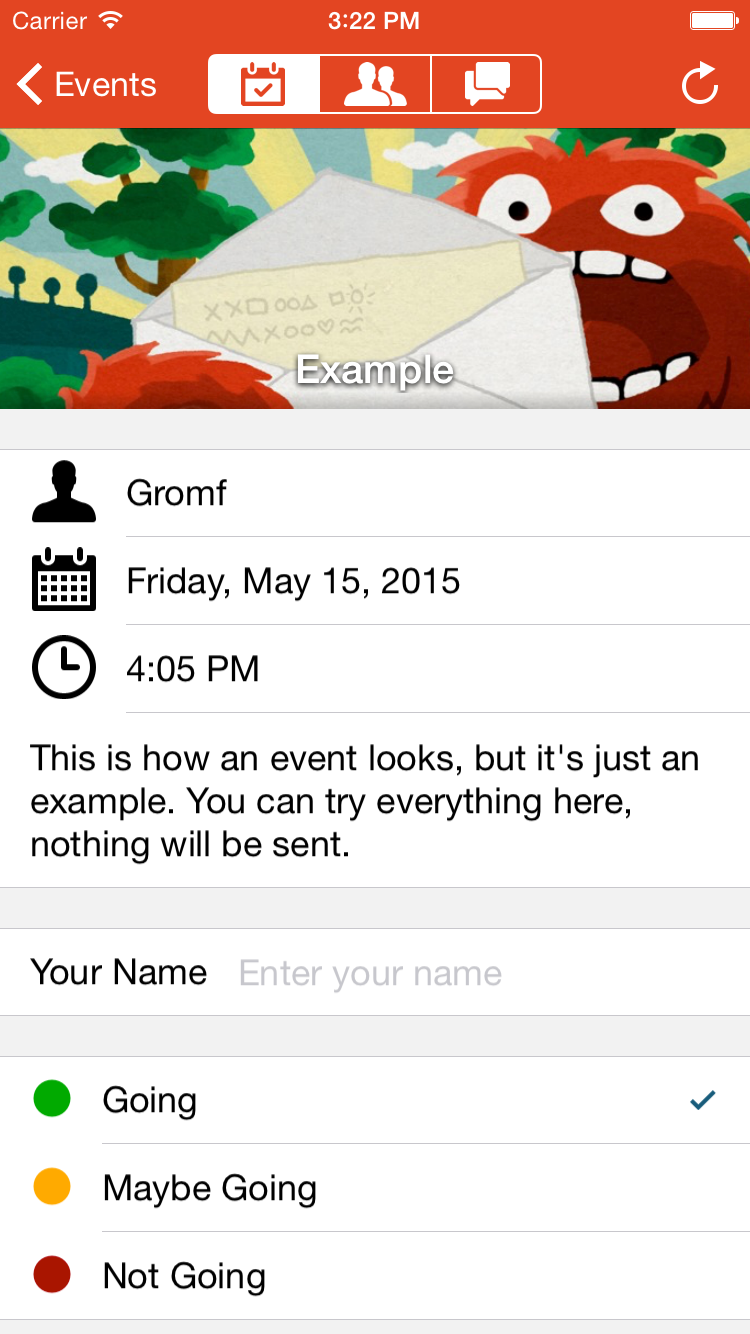 Carrier 3:22 PM
Events
Example
Gromf
Friday, May 15, 2015
4:05 PM
This is how an event looks, but it's just an
example. You can try everything here,
nothing will be sent.
Your Name Enter your name
Going
Maybe Going
Not Going